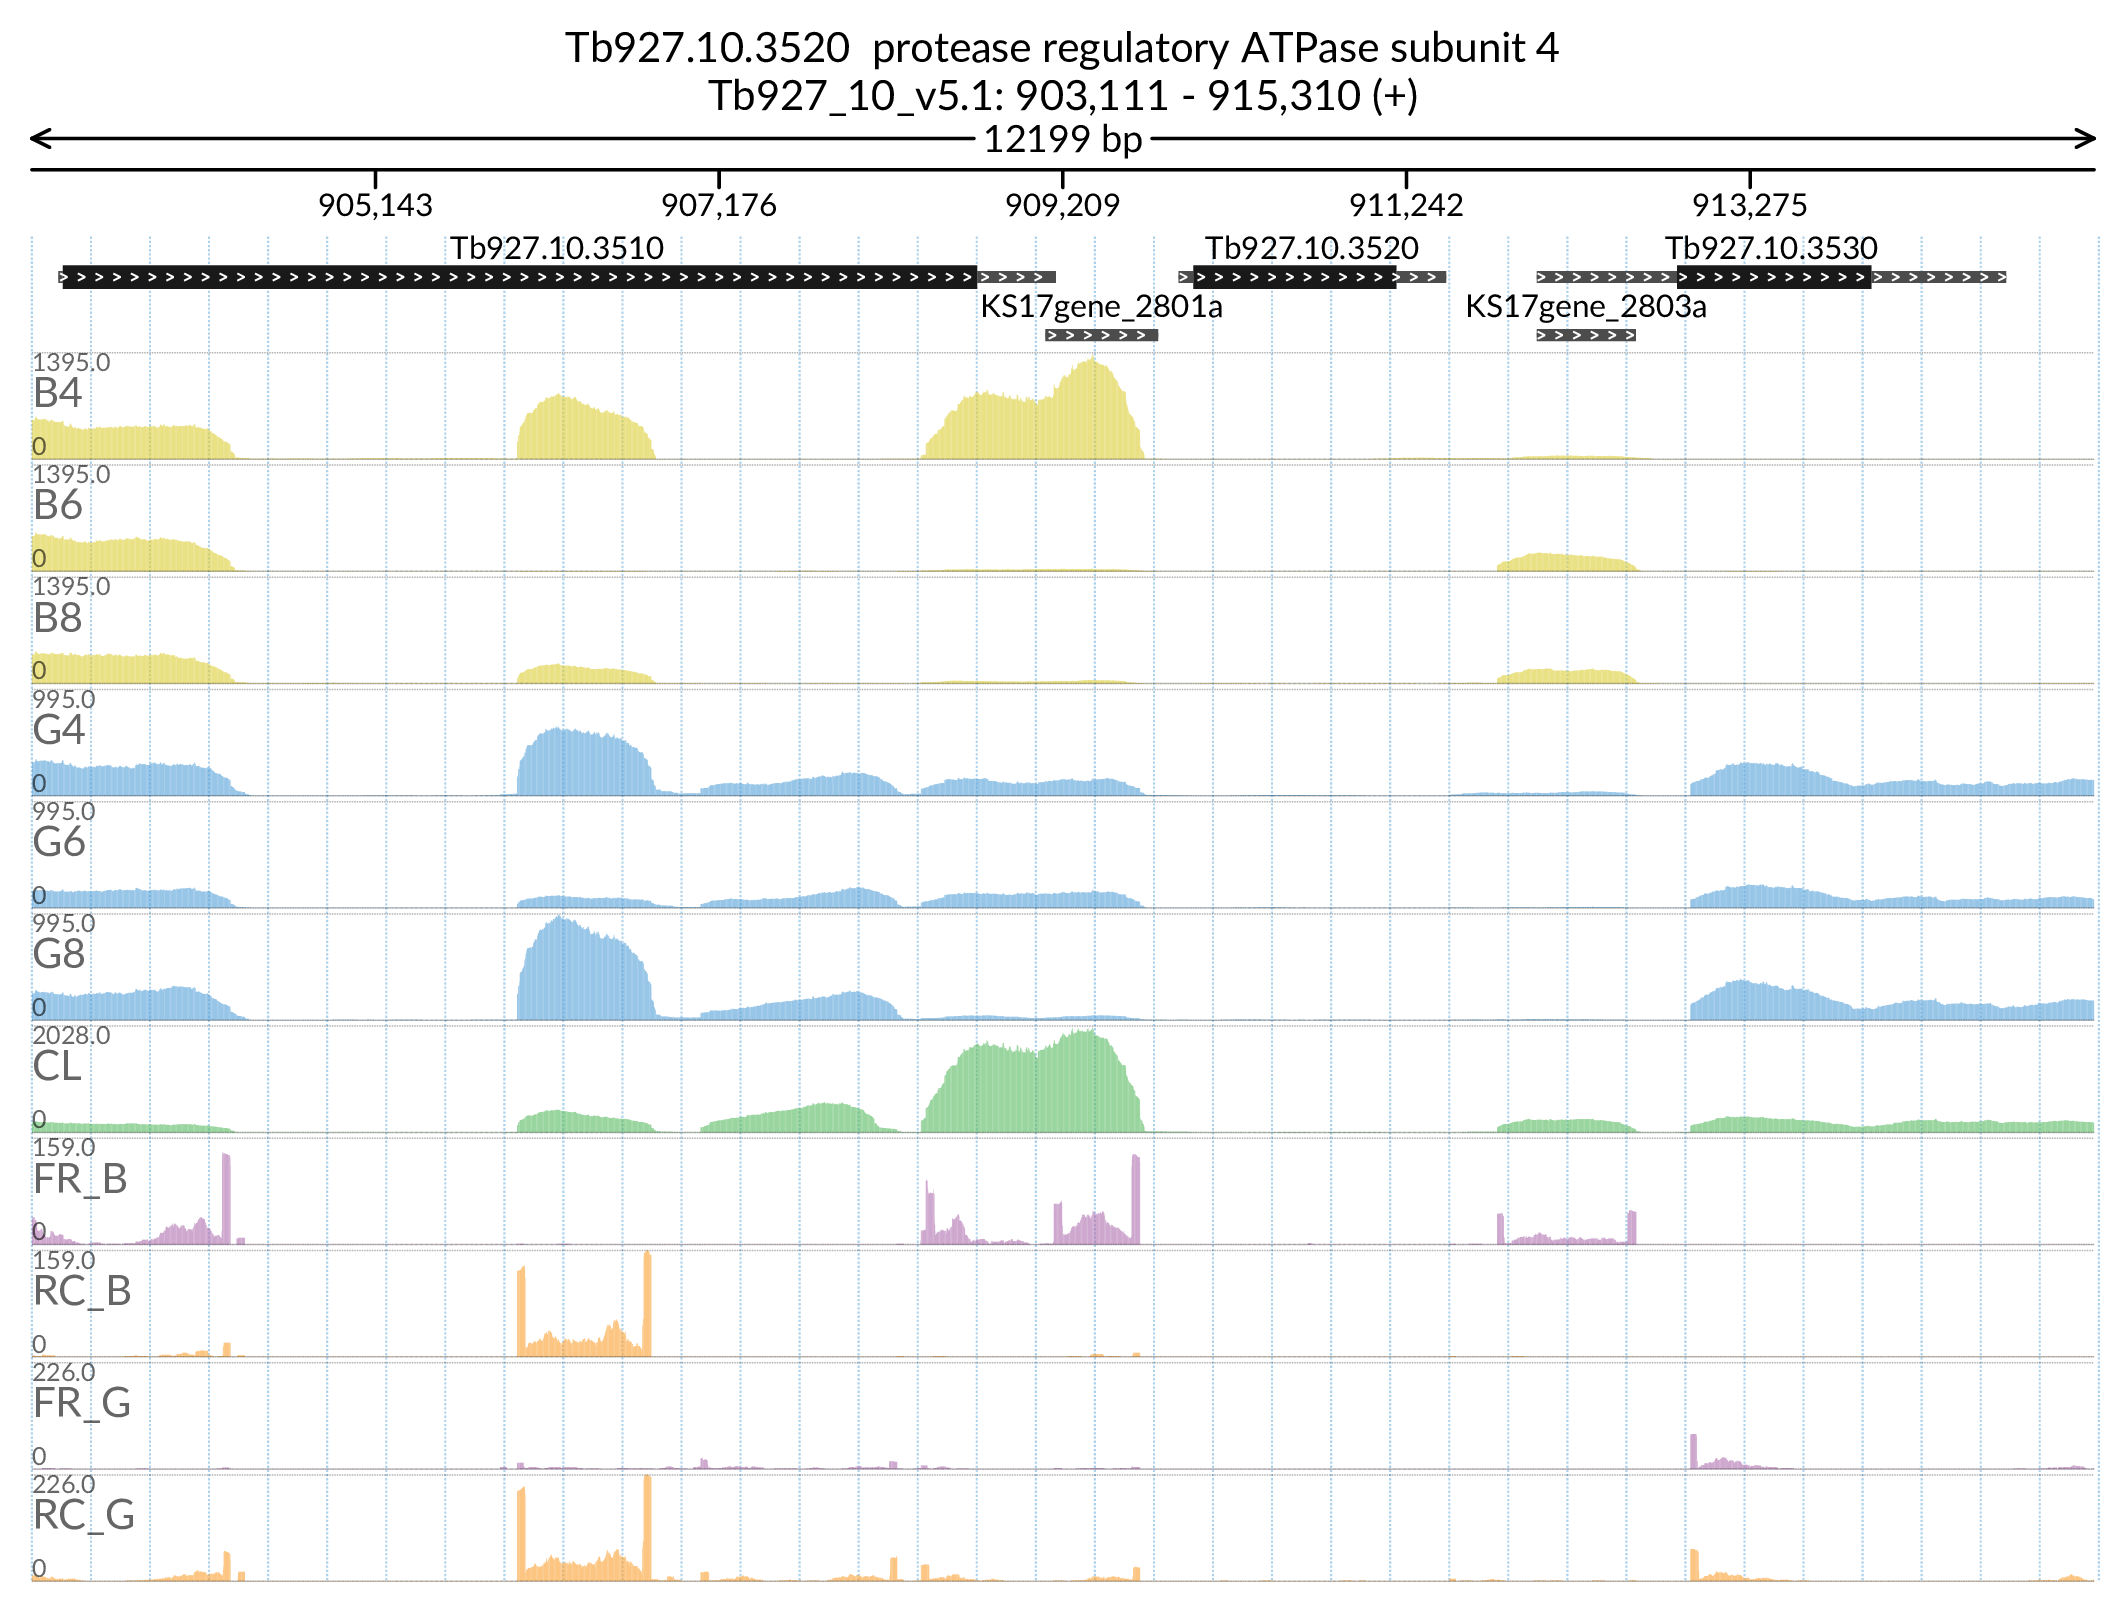 Tb927.10.3520  protease regulatory ATPase subunit 4
Tb927_10_v5.1: 903,111 - 915,310 (+)
12199 bp
905,143 907,176 909,209 911,242 913,275
Tb927.10.3510 Tb927.10.3520 Tb927.10.3530
KS17gene_2801a KS17gene_2803a
1395.0
B4
0
1395.0
B6
0
1395.0
B8
0
995.0
G4
0
995.0
G6
0
995.0
G8
0
2028.0
CL
0
159.0
FR_B
0
159.0
RC_B
0
226.0
FR_G
0
226.0
RC_G
0